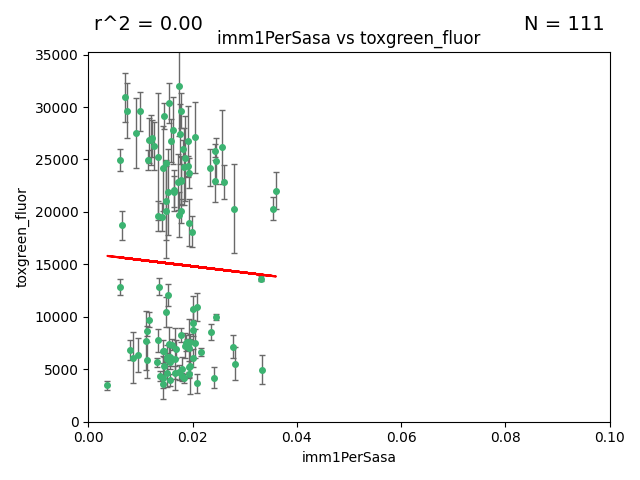 r^2 = 0.00
N = 111
imm1PerSasa vs toxgreen_fluor
35000
30000
25000
20000
15000
10000
5000
0
toxgreen_fluor
0.00
0.02
0.04
0.06
0.08
0.10
imm1PerSasa